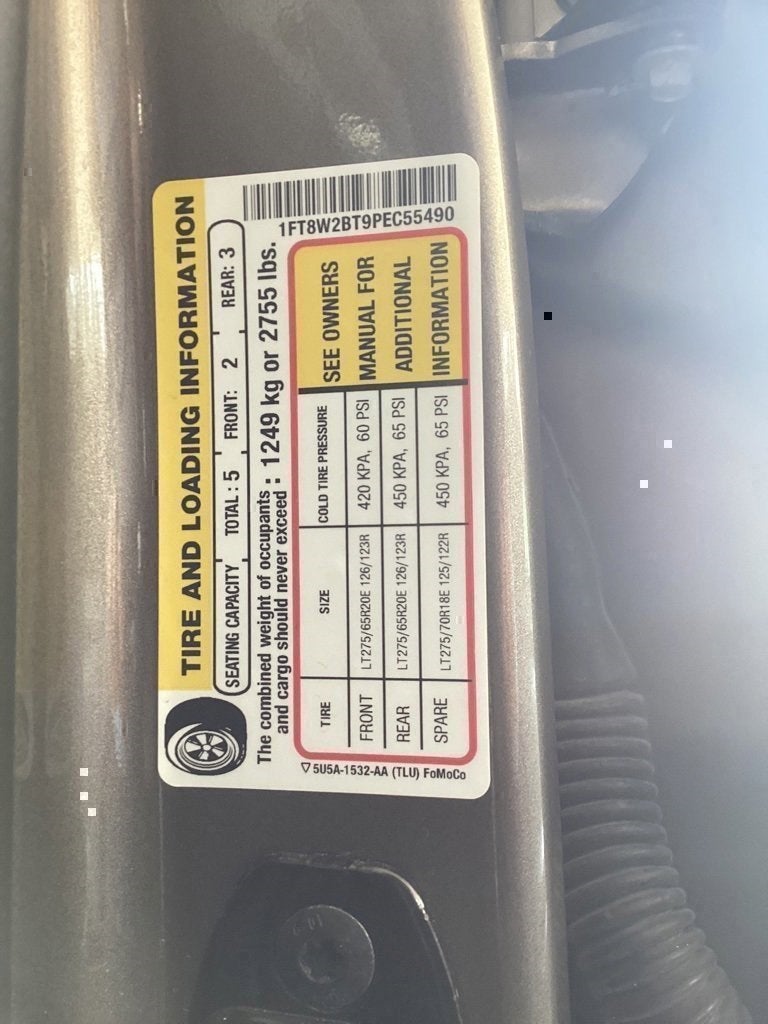 TIRE AND LOADING INFORMATION
SEATING CAPACITY TOTAL : 5 FRONT: 2 REAR: 3
The combined weight of occupants and cargo should never exceed : 1249 kg or 2755 lbs.
1FT8W2BT9PEC55490
TIRE SIZE COLD TIRE PRESSURE
FRONT LT275/65R20E 126/123R 420 KPA, 60 PSI
REAR LT275/65R20E 126/123R 450 KPA, 65 PSI
SPARE LT275/70R18E 125/122R 450 KPA, 65 PSI
SEE OWNERS
MANUAL FOR
ADDITIONAL
INFORMATION
5U5A-1532-AA (TLU) FoMoCo